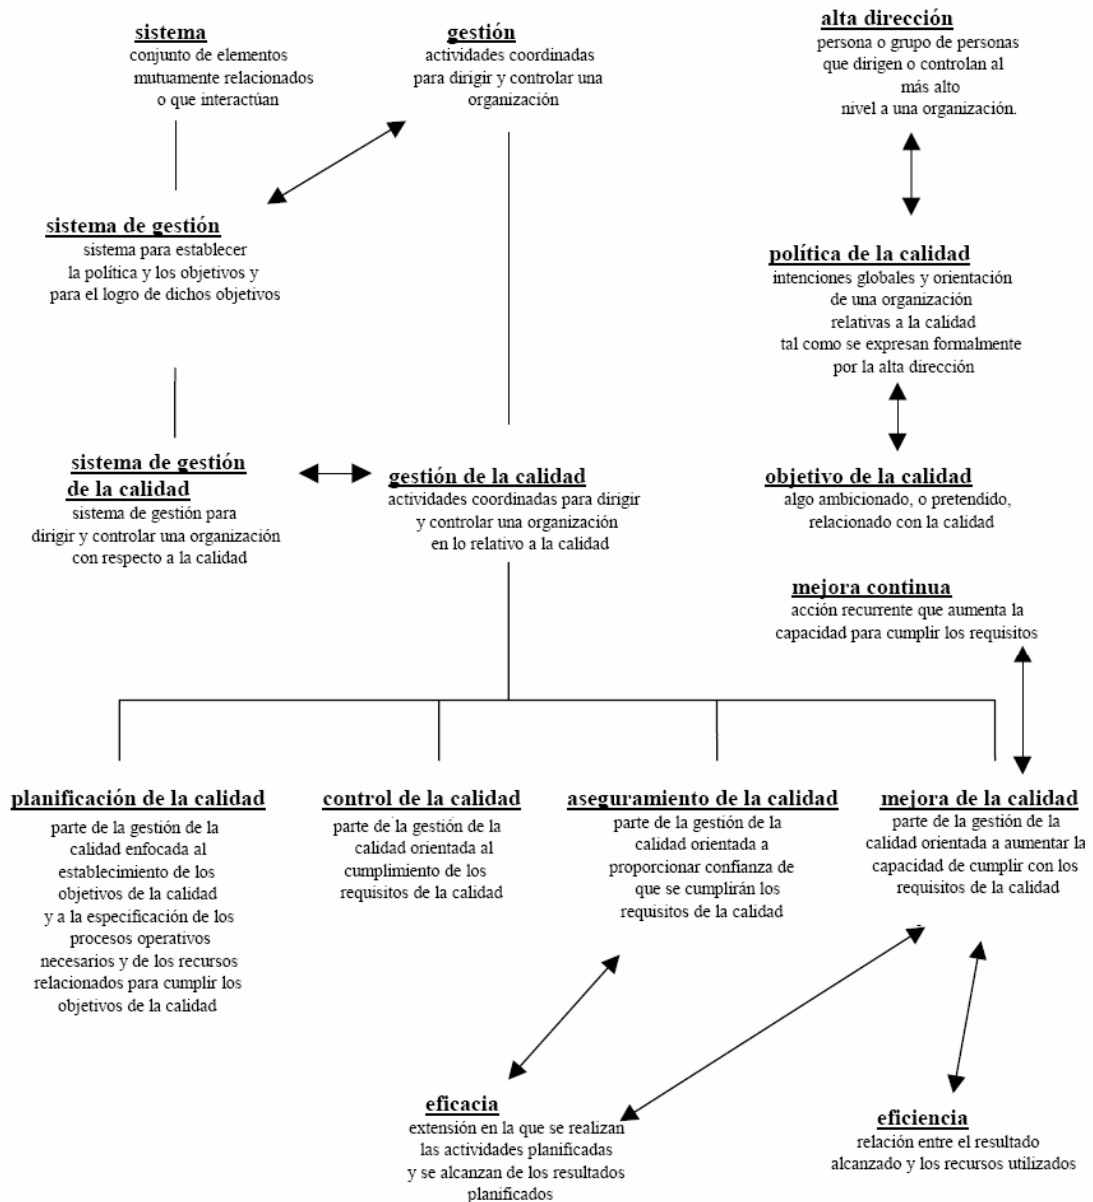 sistema
conjunto de elementos
mutuamente relacionados
o que interactúan
gestión
actividades coordinadas
para dirigir y controlar una
organización
alta dirección
persona o grupo de personas
que dirigen o controlan al
más alto
nivel a una organización.
sistema de gestión
sistema para establecer
la política y los objetivos y
para el logro de dichos objetivos
política de la calidad
intenciones globales y orientación
de una organización
relativas a la calidad
tal como se expresan formalmente
por la alta dirección
sistema de gestión
de la calidad
sistema de gestión para
dirigir y controlar una organización
con respecto a la calidad
gestión de la calidad
actividades coordinadas para dirigir
y controlar una organización
en lo relativo a la calidad
objetivo de la calidad
algo ambicionado, o pretendido,
relacionado con la calidad
mejora continua
acción recurrente que aumenta la
capacidad para cumplir los requisitos
planificación de la calidad
parte de la gestión de la
calidad enfocada al
establecimiento de los
objetivos de la calidad
y a la especificación de los
procesos operativos
necesarios y de los recursos
relacionados para cumplir los
objetivos de la calidad
control de la calidad
parte de la gestión de la
calidad orientada al
cumplimiento de los
requisitos de la calidad
aseguramiento de la calidad
parte de la gestión de la
calidad orientada a
proporcionar confianza de
que se cumplirán los
requisitos de la calidad
mejora de la calidad
parte de la gestión de la
calidad orientada a aumentar la
capacidad de cumplir con los
requisitos de la calidad
eficacia
extensión en la que se realizan
las actividades planificadas
y se alcanzan de los resultados
planificados
eficiencia
relación entre el resultado
alcanzado y los recursos utilizados